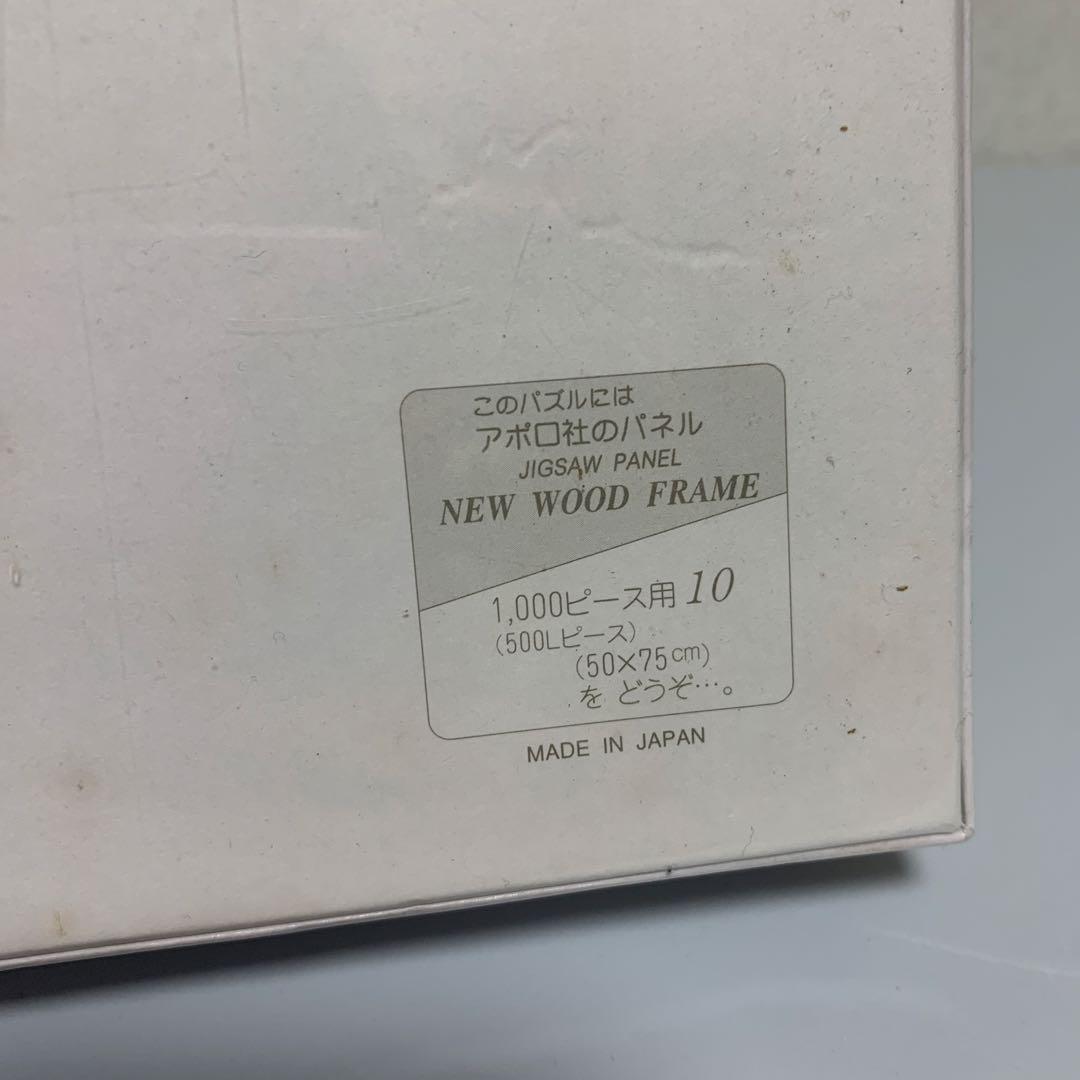 このパズルには
アポロ社のパネル
JIGSAW PANEL
NEW WOOD FRAME
1,000ピース用 10
(500Lピース)
(50×75cm)
を どうぞ…。
MADE IN JAPAN